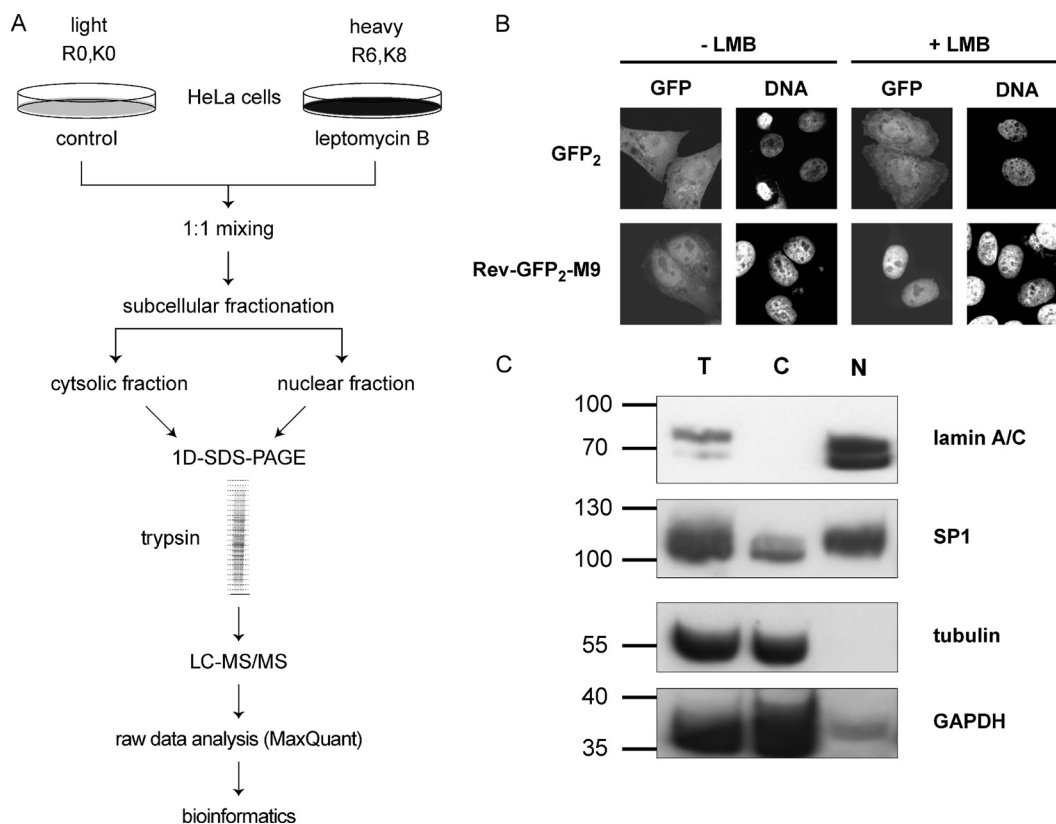 A
light
R0,K0
heavy
R6,K8
HeLa cells
control
leptomycin B
1:1 mixing
subcellular fractionation
cytsolic fraction
nuclear fraction
1D-SDS-PAGE
trypsin
LC-MS/MS
raw data analysis (MaxQuant)
bioinformatics
B
- LMB
+ LMB
GFP
DNA
GFP
DNA
GFP2
Rev-GFP2-M9
C
T
C
N
100
70
lamin A/C
130
100
SP1
55
tubulin
40
35
GAPDH